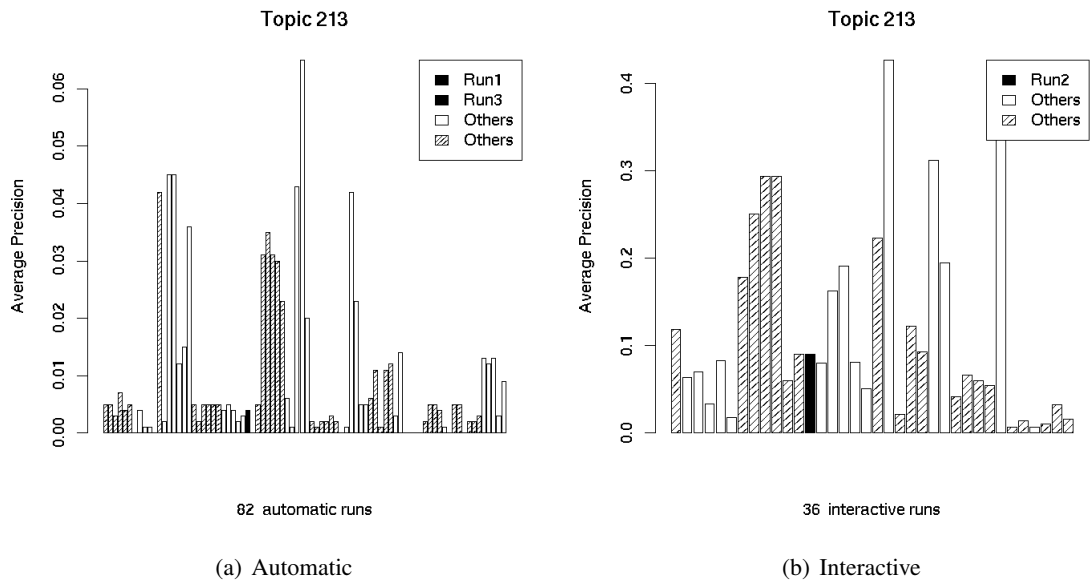 Topic 213
Average Precision
0.06
0.05
0.04
0.03
0.02
0.01
0.00
Run1
Run3
Others
Others
82 automatic runs
(a) Automatic
Topic 213
Average Precision
0.4
0.3
0.2
0.1
0.0
Run2
Others
Others
36 interactive runs
(b) Interactive